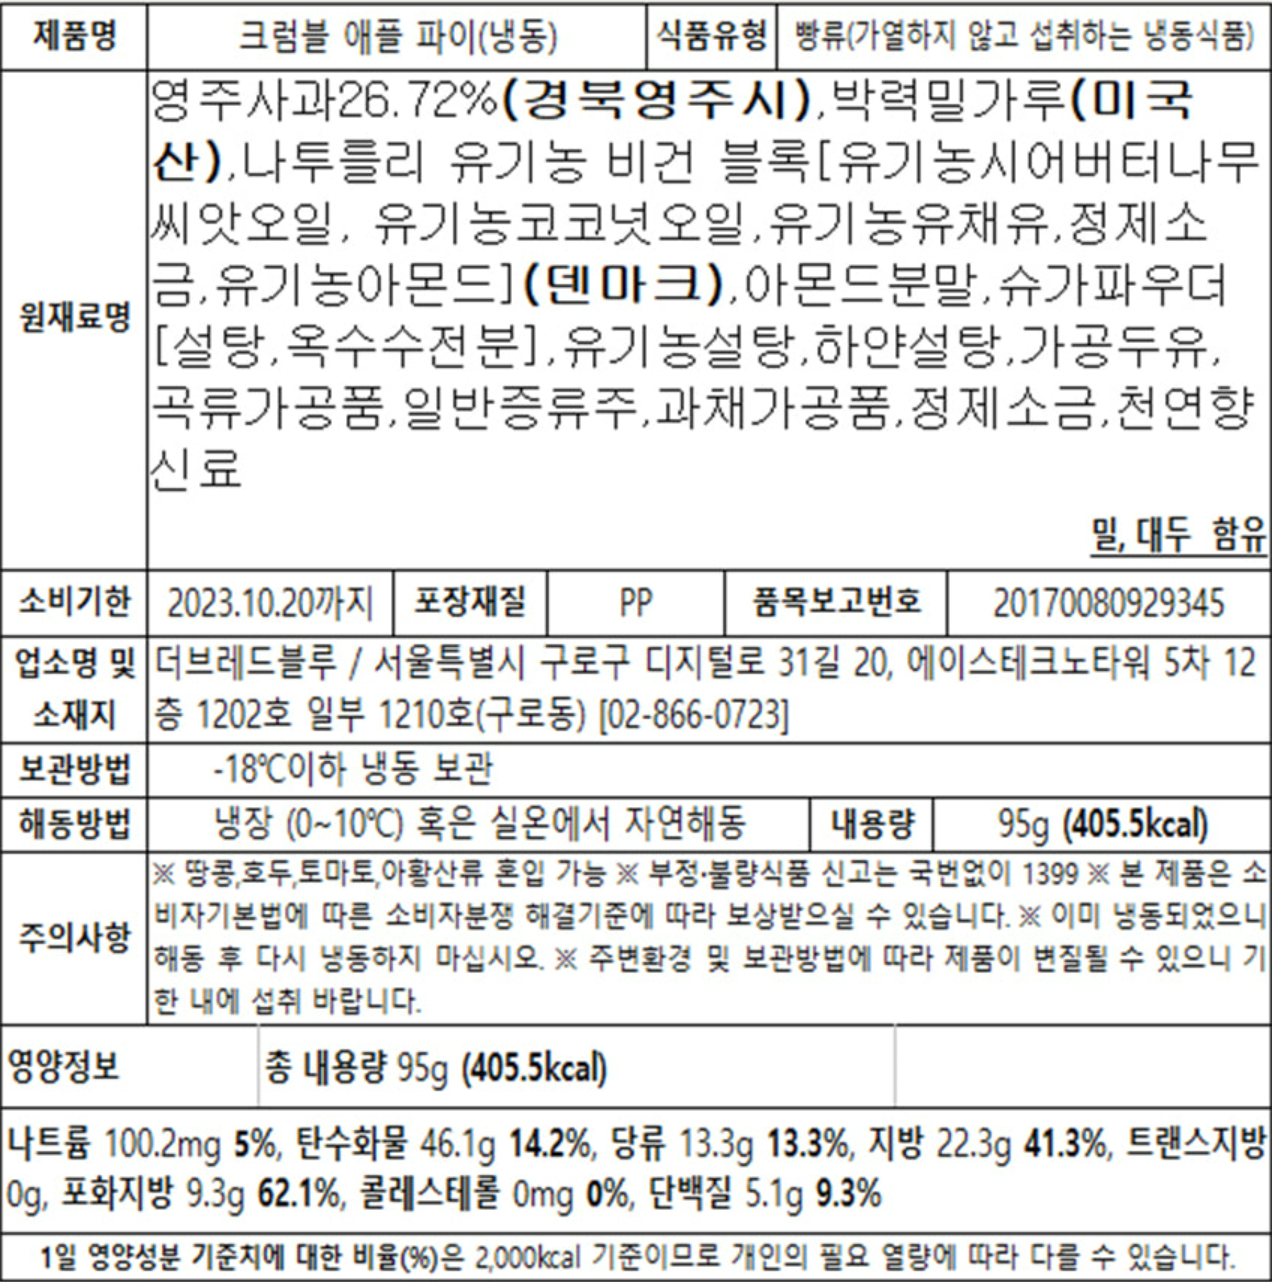 제품명 크럼블 애플 파이(냉동) 식품유형 빵류(가열하지 않고 섭취하는 냉동식품)
원재료명
영주사과26.72%(경북영주시),박력밀가루(미국
산),나투를리 유기농 비건 블록[유기농시어버터나무
씨앗오일, 유기농코코넛오일,유기농유채유,정제소
금,유기농아몬드](덴마크),아몬드분말,슈가파우더
[설탕,옥수수전분],유기농설탕,하얀설탕,가공두유,
곡류가공품,일반증류주,과채가공품,정제소금,천연향
신료
밀, 대두 함유
소비기한 2023.10.20까지 포장재질 PP 품목보고번호 20170080929345
업소명 및
소재지
더브레드블루 / 서울특별시 구로구 디지털로 31길 20, 에이스테크노타워 5차 12
층 1202호 일부 1210호(구로동) [02-866-0723]
보관방법 -18℃이하 냉동 보관
해동방법 냉장 (0~10℃) 혹은 실온에서 자연해동 내용량 95g (405.5kcal)
주의사항
※ 땅콩,호두,토마토,아황산류 혼입 가능 ※ 부정·불량식품 신고는 국번없이 1399 ※ 본 제품은 소
비자기본법에 따른 소비자분쟁 해결기준에 따라 보상받으실 수 있습니다. ※ 이미 냉동되었으니
해동 후 다시 냉동하지 마십시오. ※ 주변환경 및 보관방법에 따라 제품이 변질될 수 있으니 기
한 내에 섭취 바랍니다.
영양정보 총 내용량 95g (405.5kcal)
나트륨 100.2mg 5%, 탄수화물 46.1g 14.2%, 당류 13.3g 13.3%, 지방 22.3g 41.3%, 트랜스지방
0g, 포화지방 9.3g 62.1%, 콜레스테롤 0mg 0%, 단백질 5.1g 9.3%
1일 영양성분 기준치에 대한 비율(%)은 2,000kcal 기준이므로 개인의 필요 열량에 따라 다를 수 있습니다.